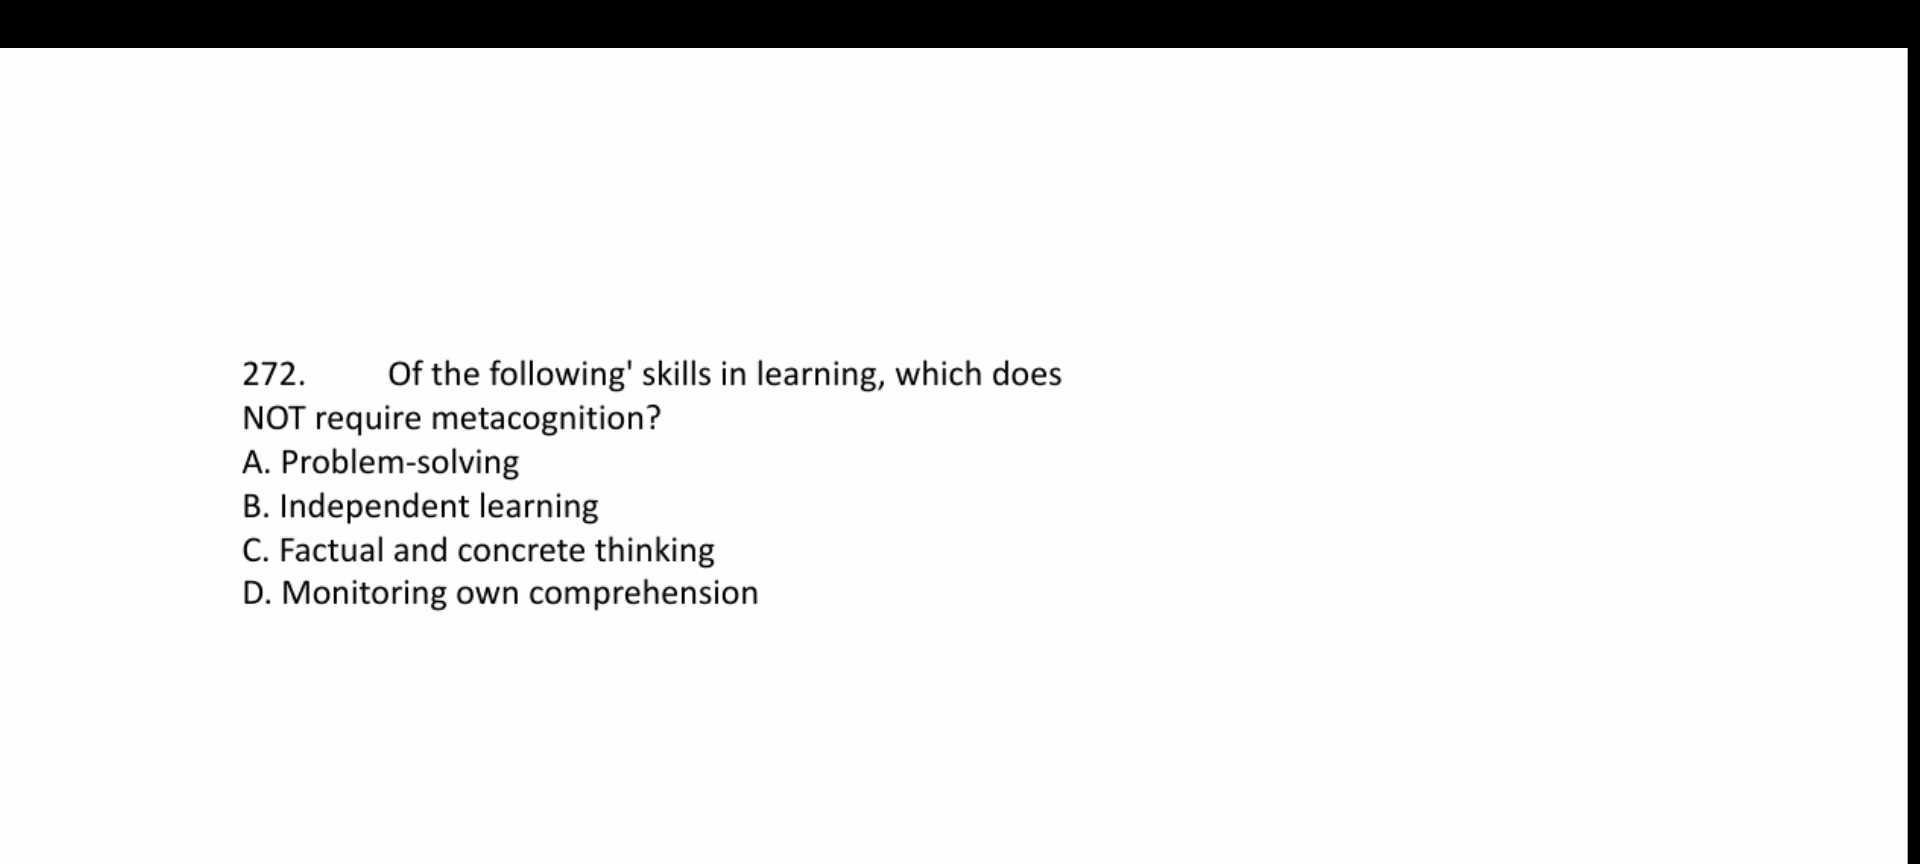 272. Of the following' skills in learning, which does
NOT require metacognition?
A. Problem-solving
B. Independent learning
C. Factual and concrete thinking
D. Monitoring own comprehension